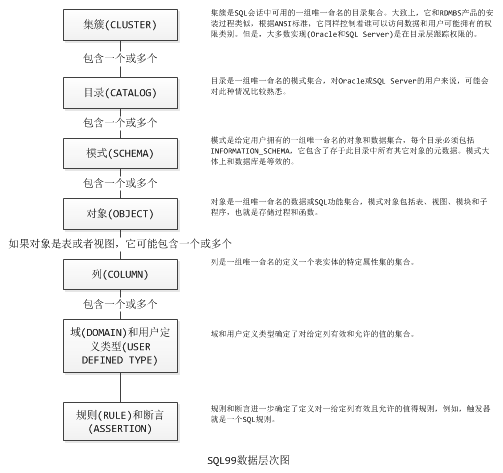 集簇(CLUSTER)
集簇是SQL会话中可用的一组唯一命名的目录集合。大致上，它和RDMBS产品的安
装过程类似，根据ANSI标准，它同样控制着谁可以访问数据和用户可能拥有的权
限类别。但是，大多数实现(Oracle和SQL Server)是在目录层跟踪权限的。
包含一个或多个
目录(CATALOG)
目录是一组唯一命名的模式集合，对Oracle或SQL Server的用户来说，可能会
对此种情况比较熟悉。
包含一个或多个
模式(SCHEMA)
模式是给定用户拥有的一组唯一命名的对象和数据集合，每个目录必须包括
INFORMATION_SCHEMA，它包含了存于此目录中所有其它对象的元数据。模式大
体上和数据库是等效的。
包含一个或多个
对象(OBJECT)
对象是一组唯一命名的数据或SQL功能集合，模式对象包括表、视图、模块和子
程序，也就是存储过程和函数。
如果对象是表或者视图，它可能包含一个或多个
列(COLUMN)
列是一组唯一命名的定义一个表实体的特定属性集的集合。
包含一个或多个
域(DOMAIN)和用户定
义类型(USER
DEFINED TYPE)
域和用户定义类型确定了对给定列有效和允许的值的集合。
规则(RULE)和断言
(ASSERTION)
规则和断言进一步确定了定义对一给定列有效且允许的值得规则，例如，触发器
就是一个SQL规则。
SQL99数据层次图